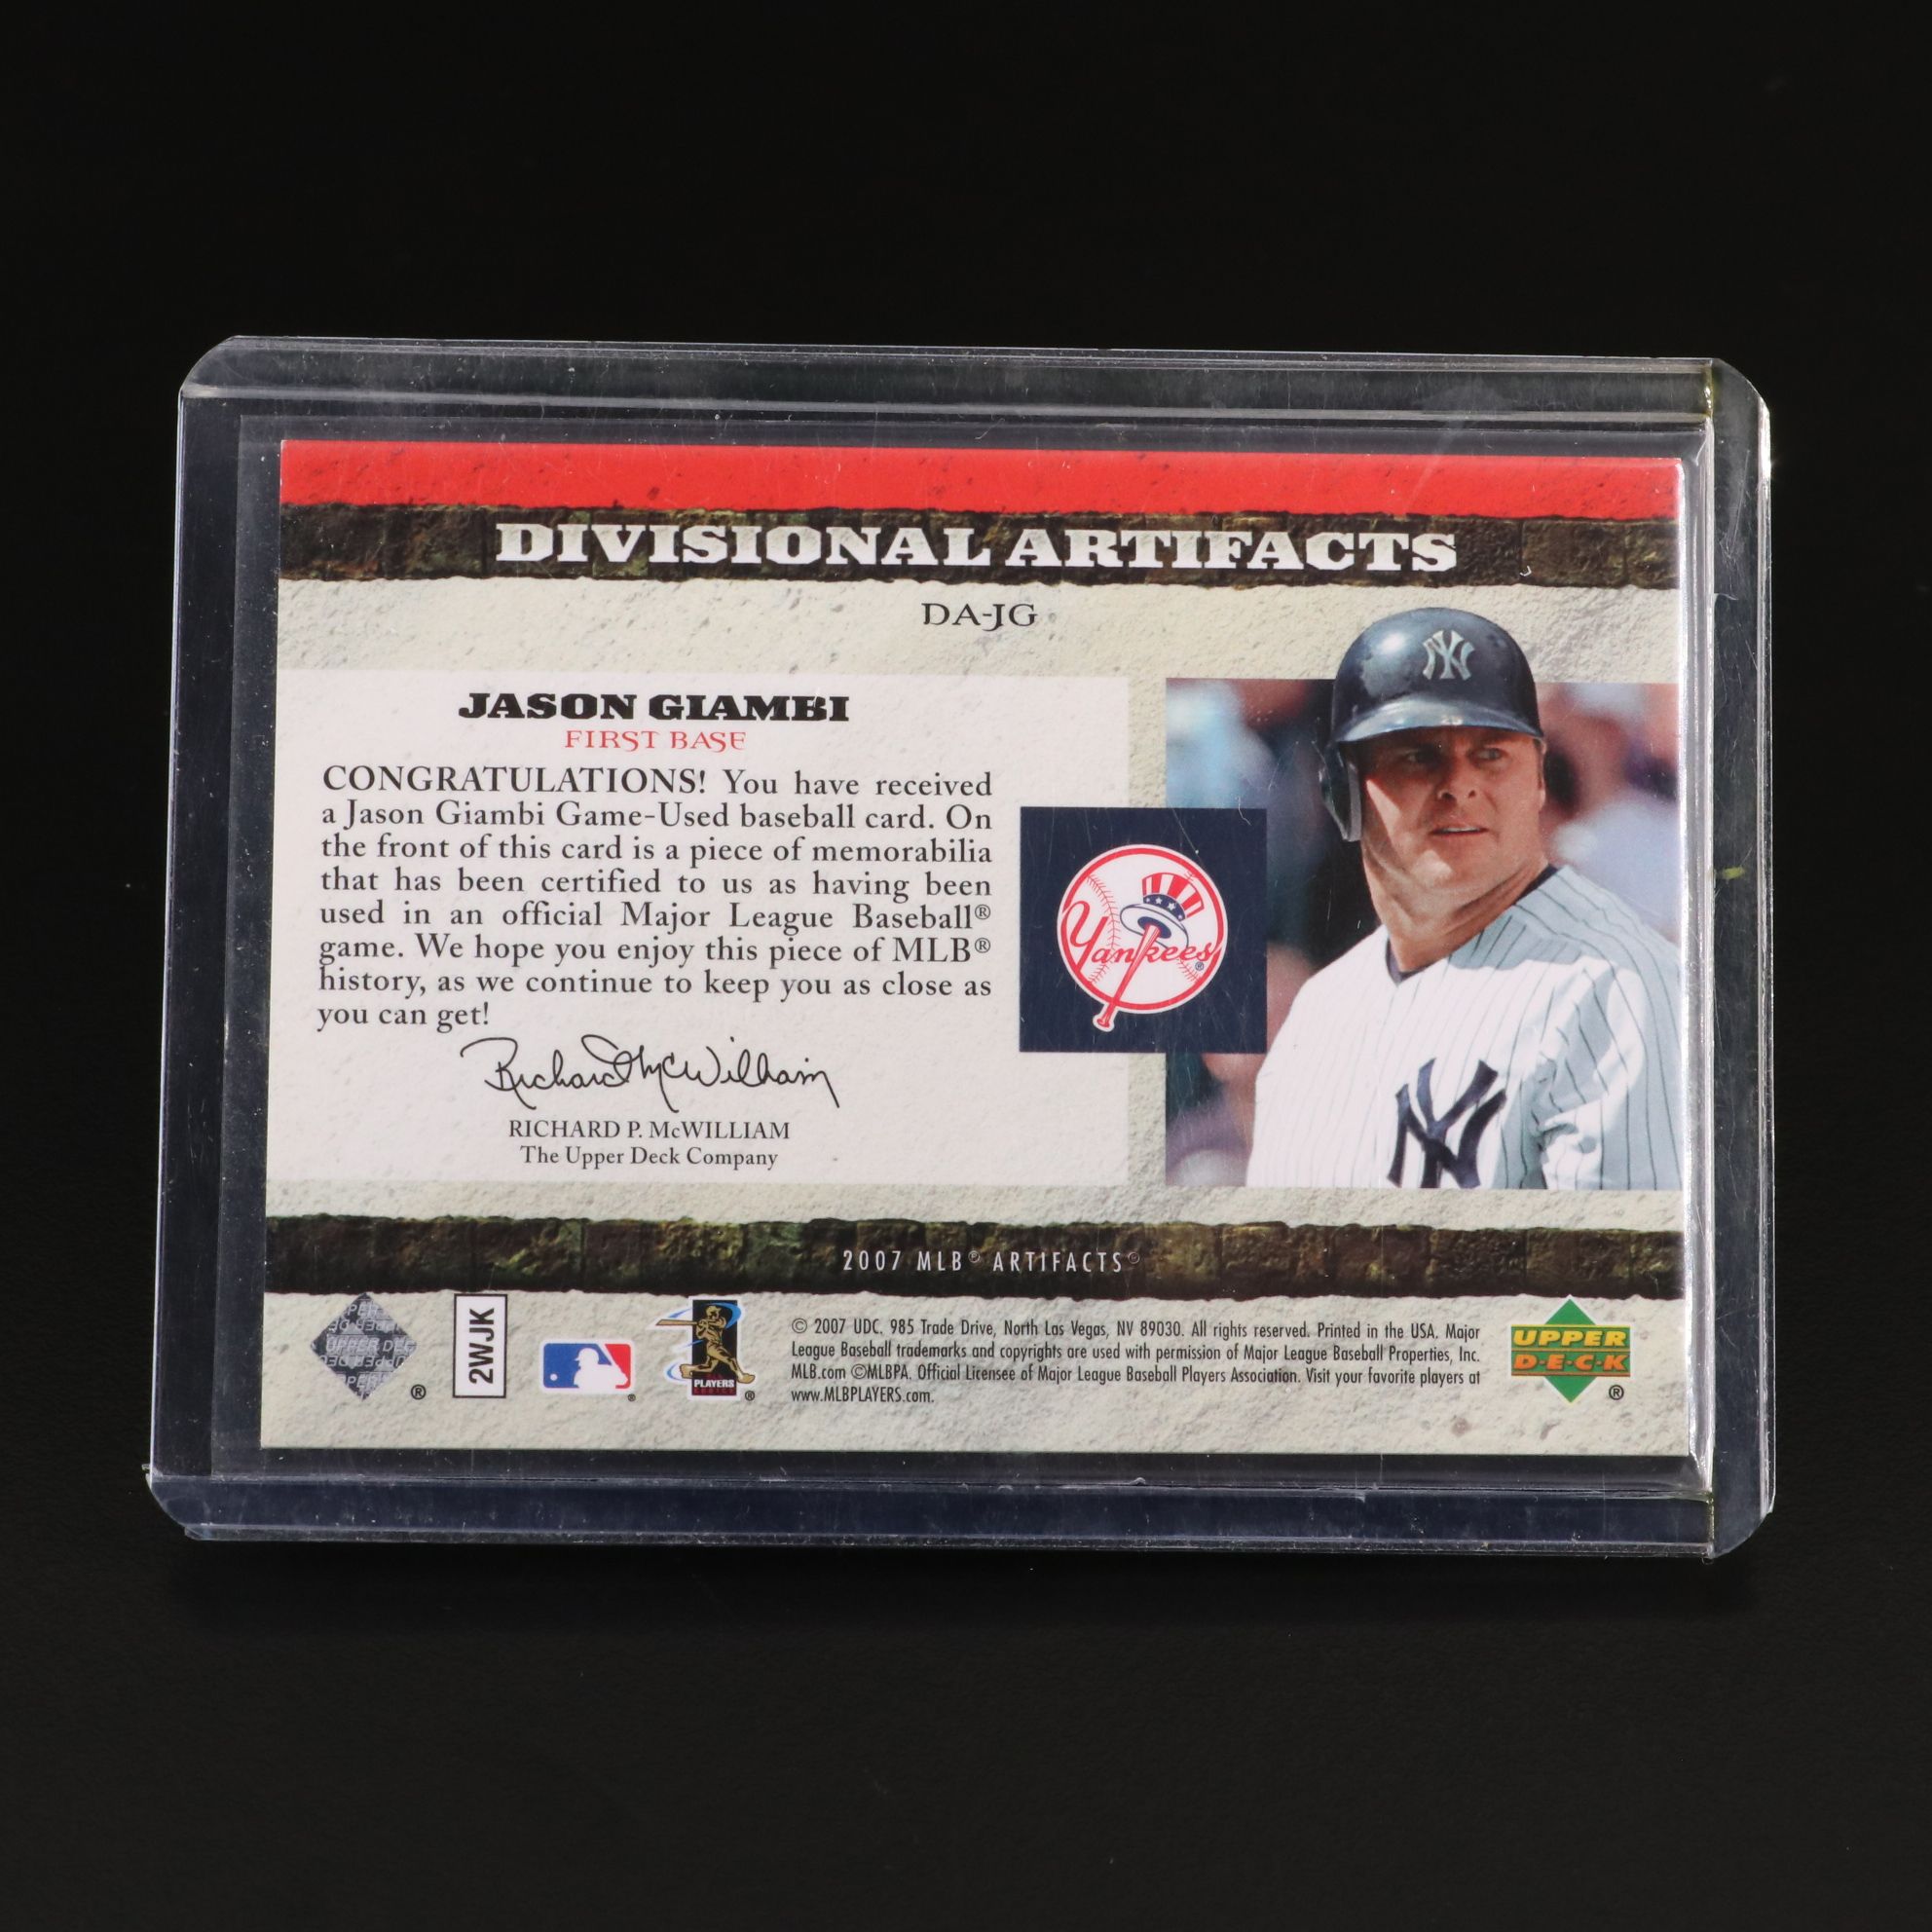 DIVISIONAL ARTIFACTS
DA-JG
JASON GIAMBI
FIRST BASE
CONGRATULATIONS! You have received
a Jason Giambi Game-Used baseball card. On
the front of this card is a piece of memorabilia
that has been certified to us as having been
used in an official Major League Baseball®
game. We hope you enjoy this piece of MLB®
history, as we continue to keep you as close as
you can get!
Richard McWilliam
RICHARD P. McWILLIAM
The Upper Deck Company
Yankees®
NY
NY
2007 MLB® ARTIFACTS®
UPPER DEC
®
2WJK
®
PLAYERS
®
© 2007 UDC. 985 Trade Drive, North Las Vegas, NV 89030. All rights reserved. Printed in the USA. Major
League Baseball trademarks and copyrights are used with permission of Major League Baseball Properties, Inc.
MLB.com ©MLBPA. Official Licensee of Major League Baseball Players Association. Visit your favorite players at
www.MLBPLAYERS.com.
UPPER
D·E·C·K
®